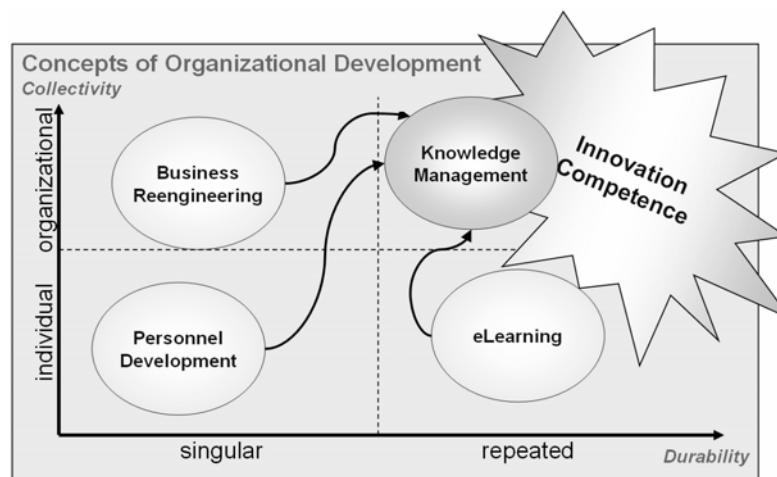 Concepts of Organizational Development
Collectivity
organizational
individual
Business
Reengineering
Knowledge
Management
Innovation
Competence
Personnel
Development
eLearning
singular
repeated
Durability